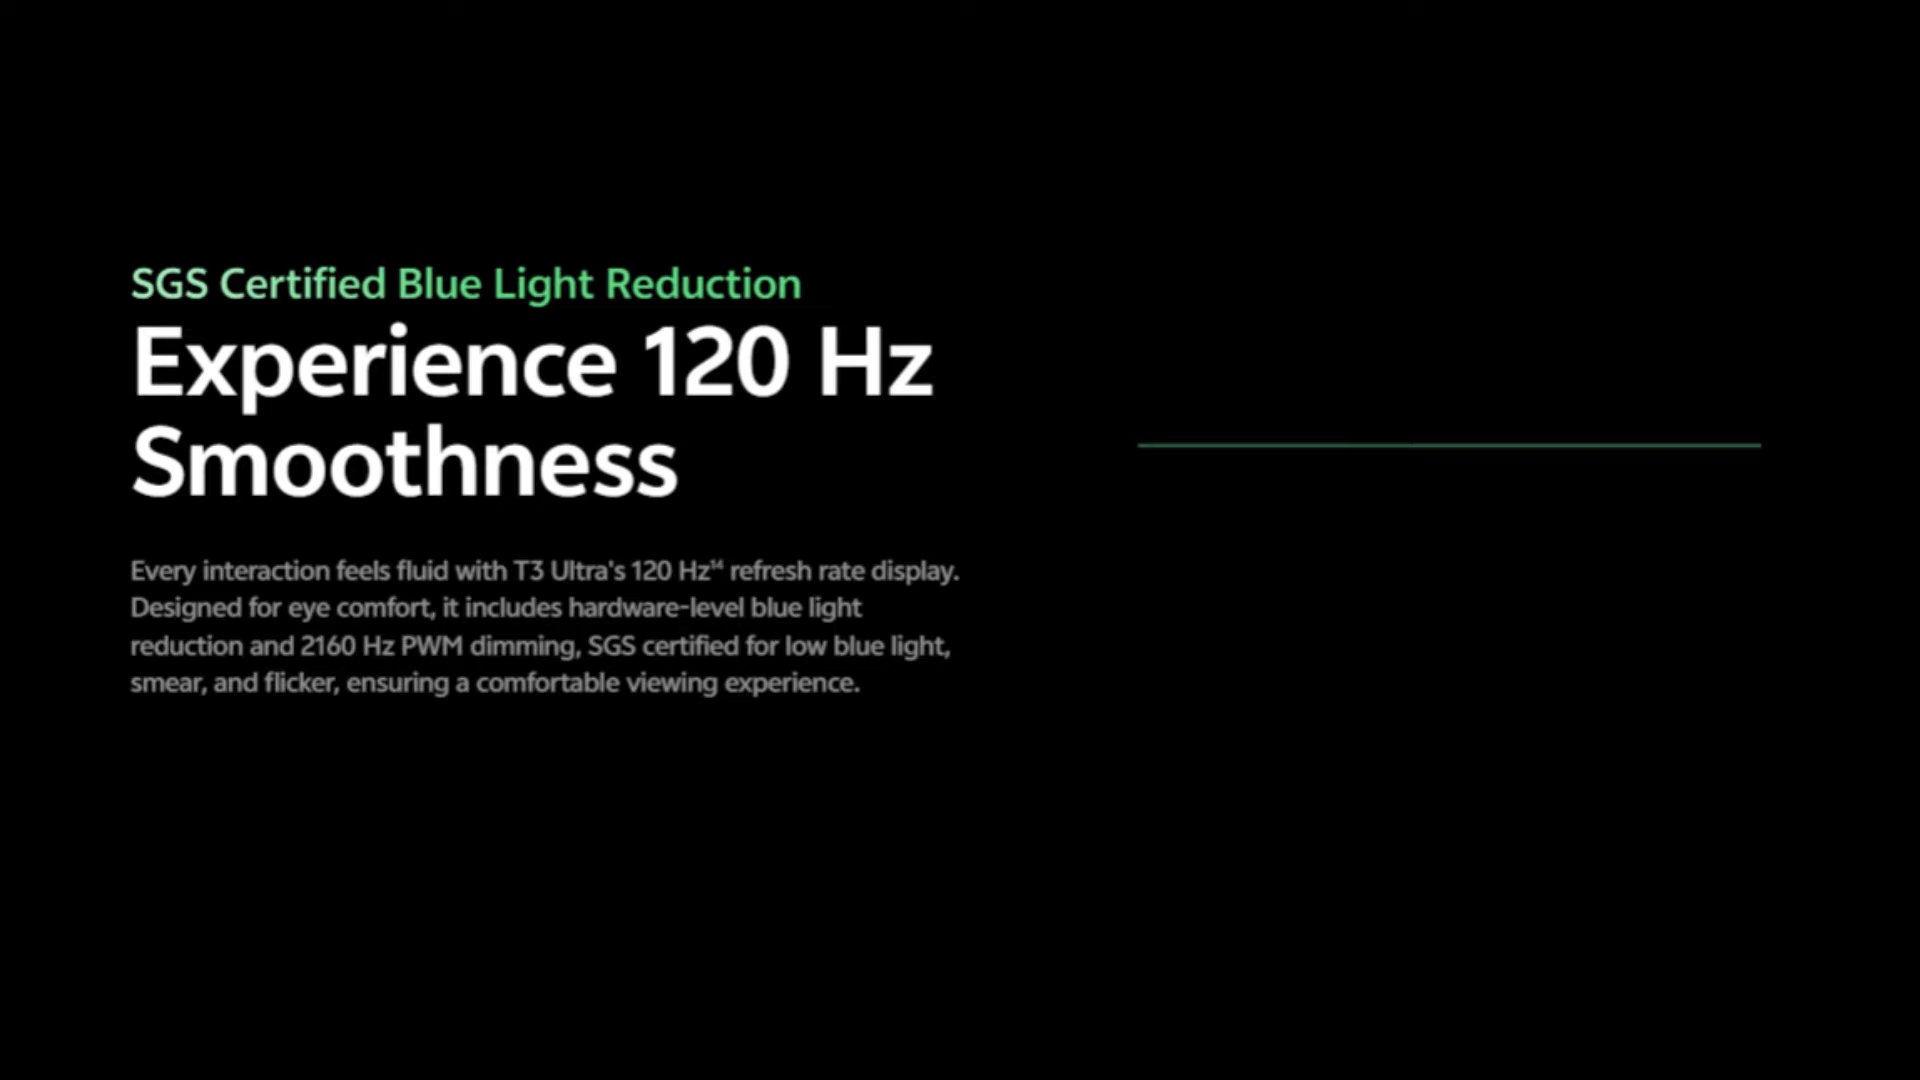 SGS Certified Blue Light Reduction
Experience 120 Hz
Smoothness
Every interaction feels fluid with T3 Ultra's 120 Hz¹⁴ refresh rate display.
Designed for eye comfort, it includes hardware-level blue light
reduction and 2160 Hz PWM dimming, SGS certified for low blue light,
smear, and flicker, ensuring a comfortable viewing experience.